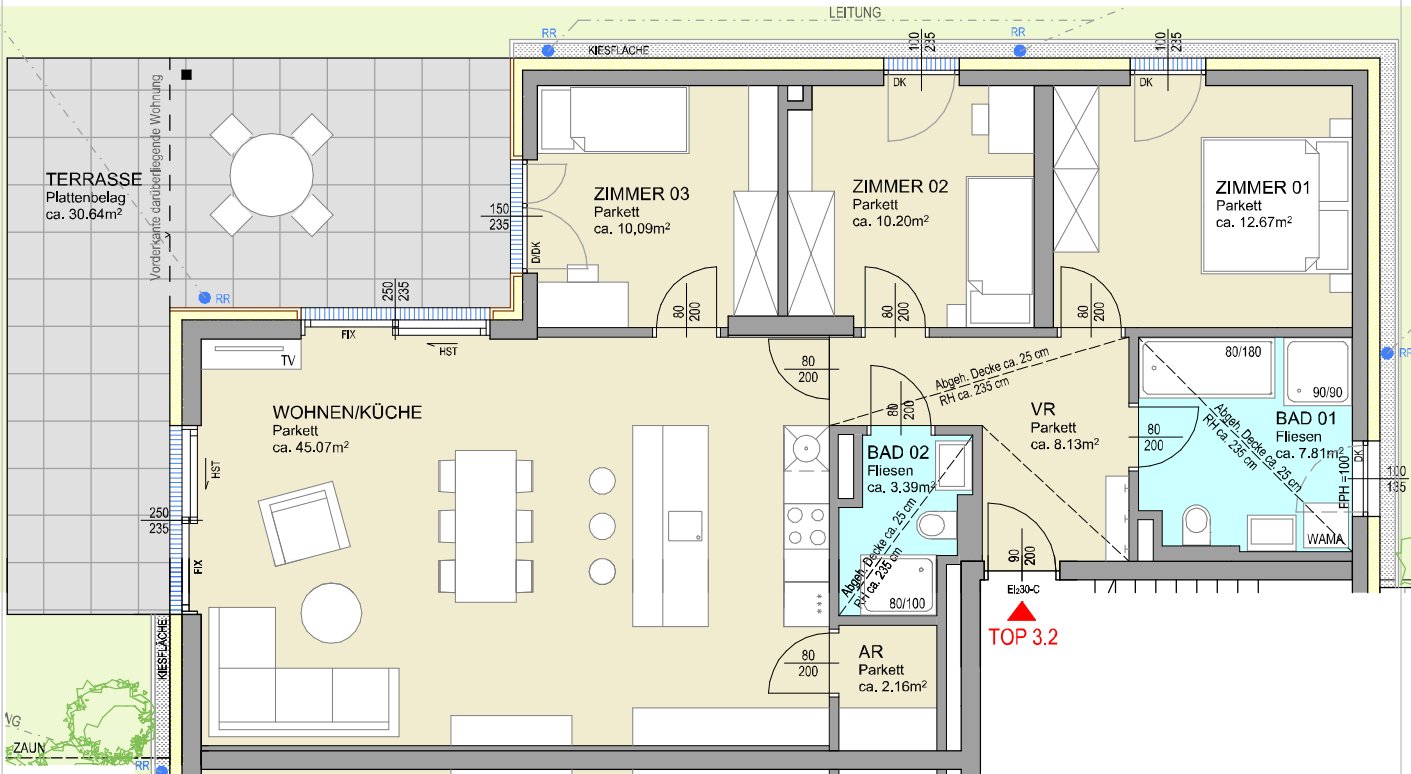 LEITUNG
RR
RR
KIESFLÄCHE
100
235
100
235
DK
DK
Vorderkante darüberliegende Wohnung
TERRASSE
Plattenbelag
ca. 30.64m²
ZIMMER 03
Parkett
ca. 10,09m²
ZIMMER 02
Parkett
ca. 10.20m²
ZIMMER 01
Parkett
ca. 12.67m²
150
235
D/DK
RR
250
235
80
200
80
200
80
200
FIX
HST
TV
80
200
Abgeh. Decke ca. 25 cm
RH ca. 235 cm
80/180
90/90
RR
WOHNEN/KÜCHE
Parkett
ca. 45.07m²
80
200
VR
Parkett
ca. 8.13m²
80
200
BAD 01
Fliesen
ca. 7.81m²
Abgeh. Decke ca. 25 cm
RH ca. 235 cm
BAD 02
Fliesen
ca. 3.39m²
HST
DK
FPH =100
100
135
250
235
FIX
Abgeh. Decke ca. 25 cm
RH ca. 235 cm
90
200
WAMA
80/100
***
EI₂30-C
TOP 3.2
KIESFLÄCHE
80
200
AR
Parkett
ca. 2.16m²
NG
ZAUN
RR